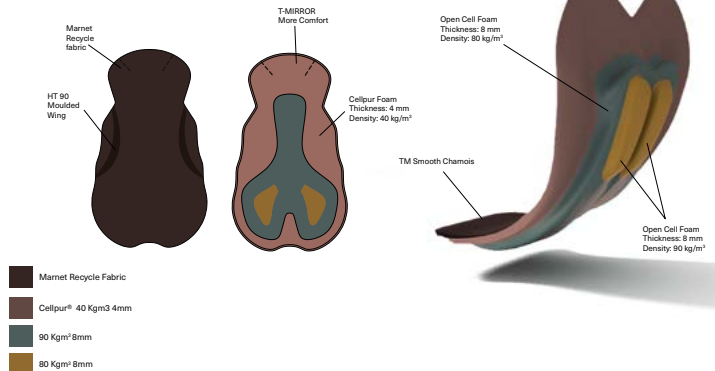 Marnet
Recycle
fabric
T-MIRROR
More Comfort
Open Cell Foam
Thickness: 8 mm
Density: 80 kg/m³
HT 90
Moulded
Wing
Cellpur Foam
Thickness: 4 mm
Density: 40 kg/m³
TM Smooth Chamois
Open Cell Foam
Thickness: 8 mm
Density: 90 kg/m³
Marnet Recycle Fabric
Cellpur® 40 Kgm3 4mm
90 Kgm³ 8mm
80 Kgm³ 8mm